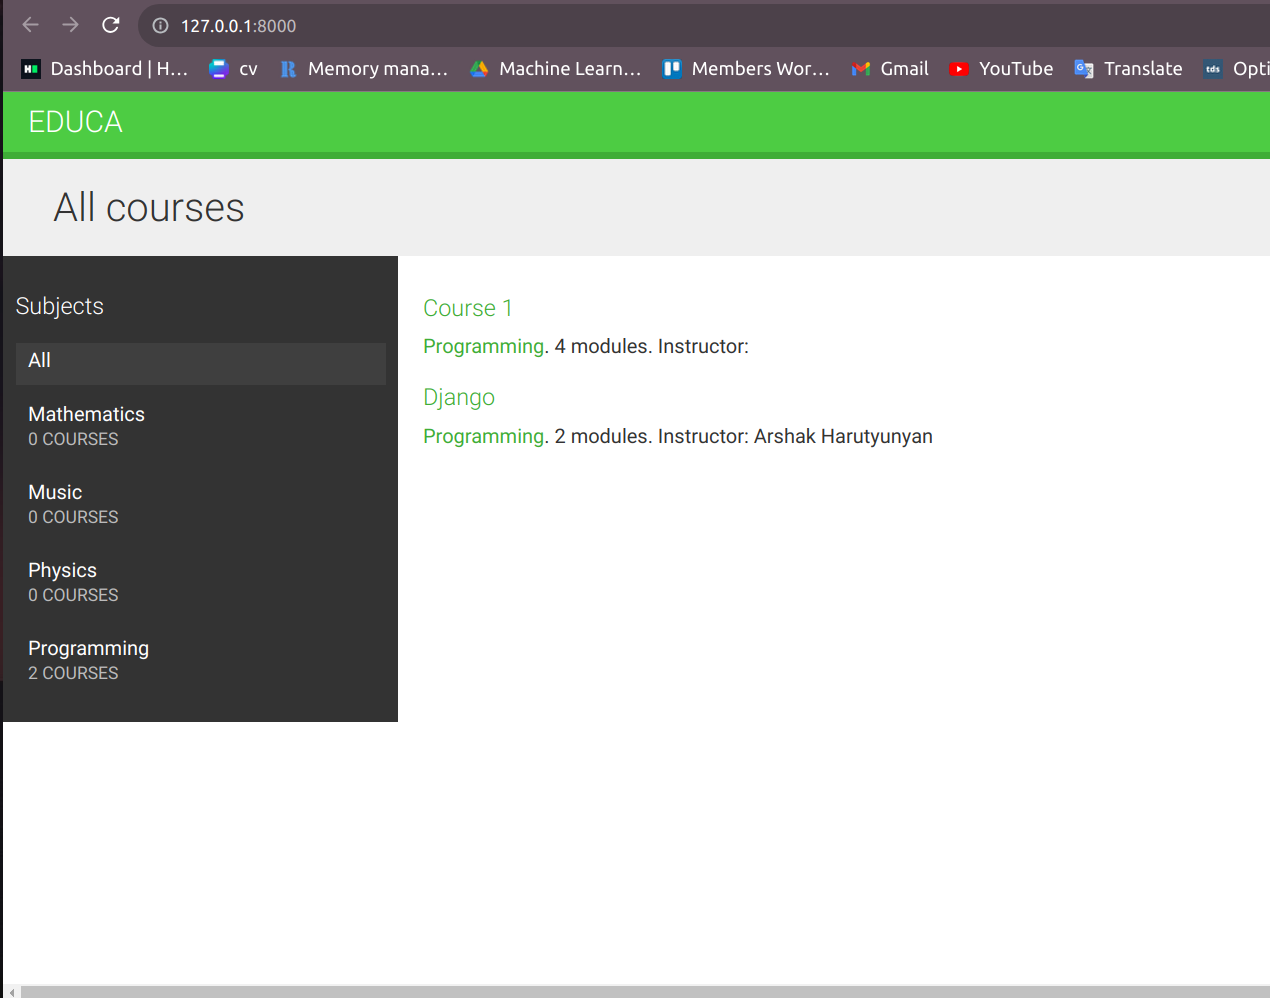 127.0.0.1:8000
Dashboard | H... cv Memory mana... Machine Learn... Members Wor... Gmail YouTube Translate tds Opti
EDUCA
All courses
Subjects
All
Mathematics
0 COURSES
Music
0 COURSES
Physics
0 COURSES
Programming
2 COURSES
Course 1
Programming. 4 modules. Instructor:
Django
Programming. 2 modules. Instructor: Arshak Harutyunyan